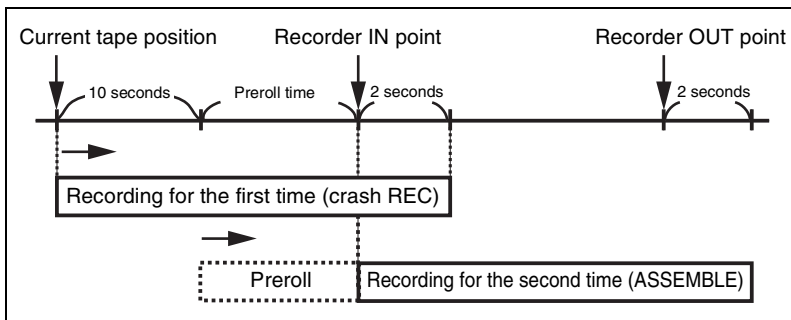 Current tape position
Recorder IN point
Recorder OUT point
10 seconds
Preroll time
2 seconds
2 seconds
Recording for the first time (crash REC)
Preroll
Recording for the second time (ASSEMBLE)